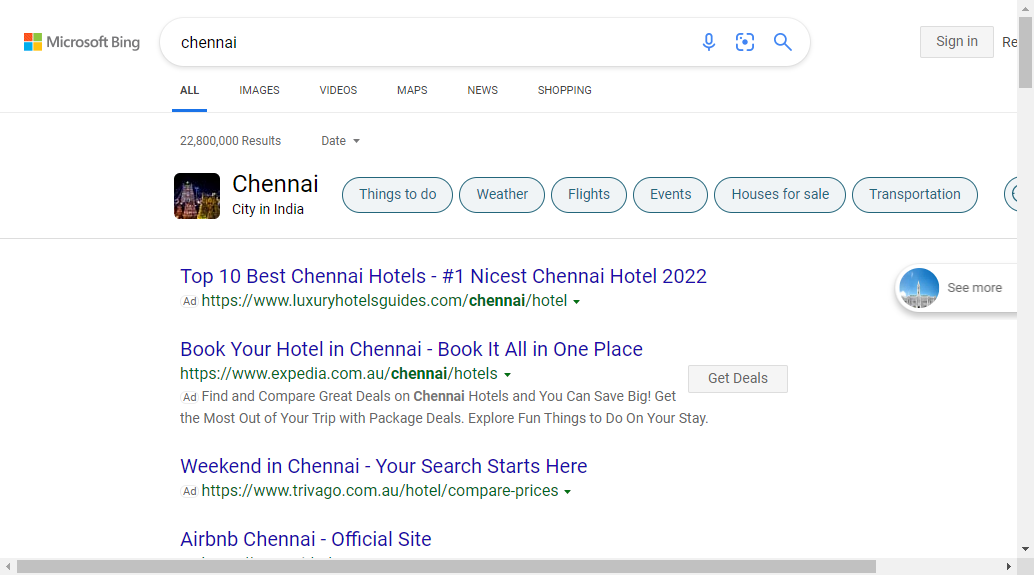 Microsoft Bing
chennai
Sign in
Re
ALL IMAGES VIDEOS MAPS NEWS SHOPPING
22,800,000 Results Date
Chennai
City in India
Things to do Weather Flights Events Houses for sale Transportation
Top 10 Best Chennai Hotels - #1 Nicest Chennai Hotel 2022
Ad https://www.luxuryhotelsguides.com/chennai/hotel
See more
Book Your Hotel in Chennai - Book It All in One Place
https://www.expedia.com.au/chennai/hotels
Get Deals
Ad Find and Compare Great Deals on Chennai Hotels and You Can Save Big! Get
the Most Out of Your Trip with Package Deals. Explore Fun Things to Do On Your Stay.
Weekend in Chennai - Your Search Starts Here
Ad https://www.trivago.com.au/hotel/compare-prices
Airbnb Chennai - Official Site